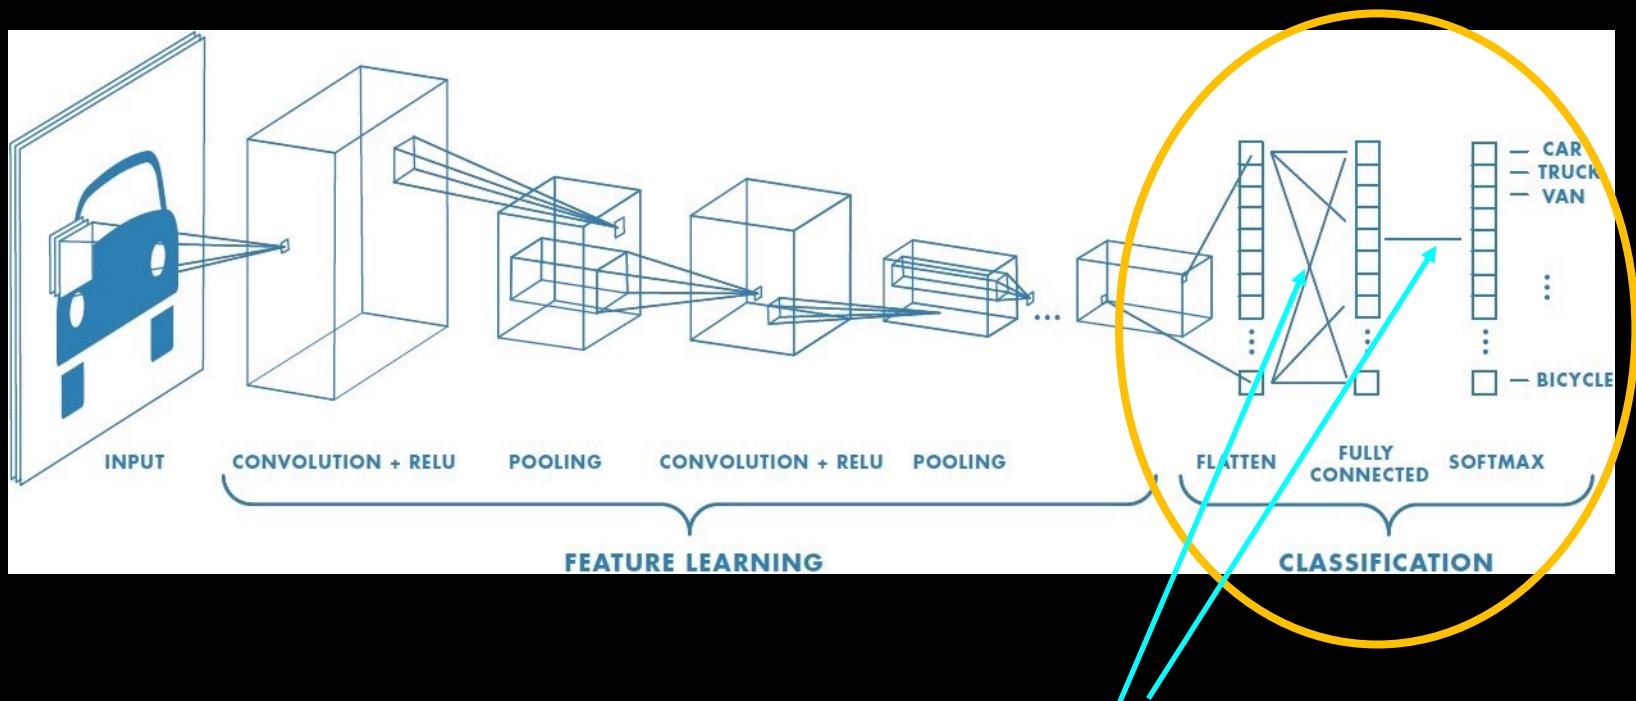 CAR
TRUCK
VAN
BICYCLE
INPUT
CONVOLUTION + RELU
POOLING
CONVOLUTION + RELU
POOLING
FLATTEN
FULLY
CONNECTED
SOFTMAX
FEATURE LEARNING
CLASSIFICATION